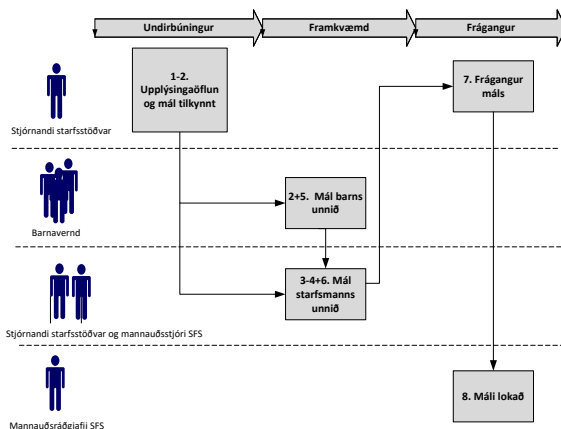 Undirbúningur
Framkvæmd
Frágangur
1-2.
Upplýsingaöflun
og mál tilkynnt
7. Frágangur
máls
Stjórnandi starfsstöðvar
2+5. Mál barns
unnið
Barnavernd
3-4+6. Mál
starfsmanns
unnið
Stjórnandi starfsstöðvar og mannauðsstjóri SFS
8. Máli lokað
Mannauðsráðgjafii SFS